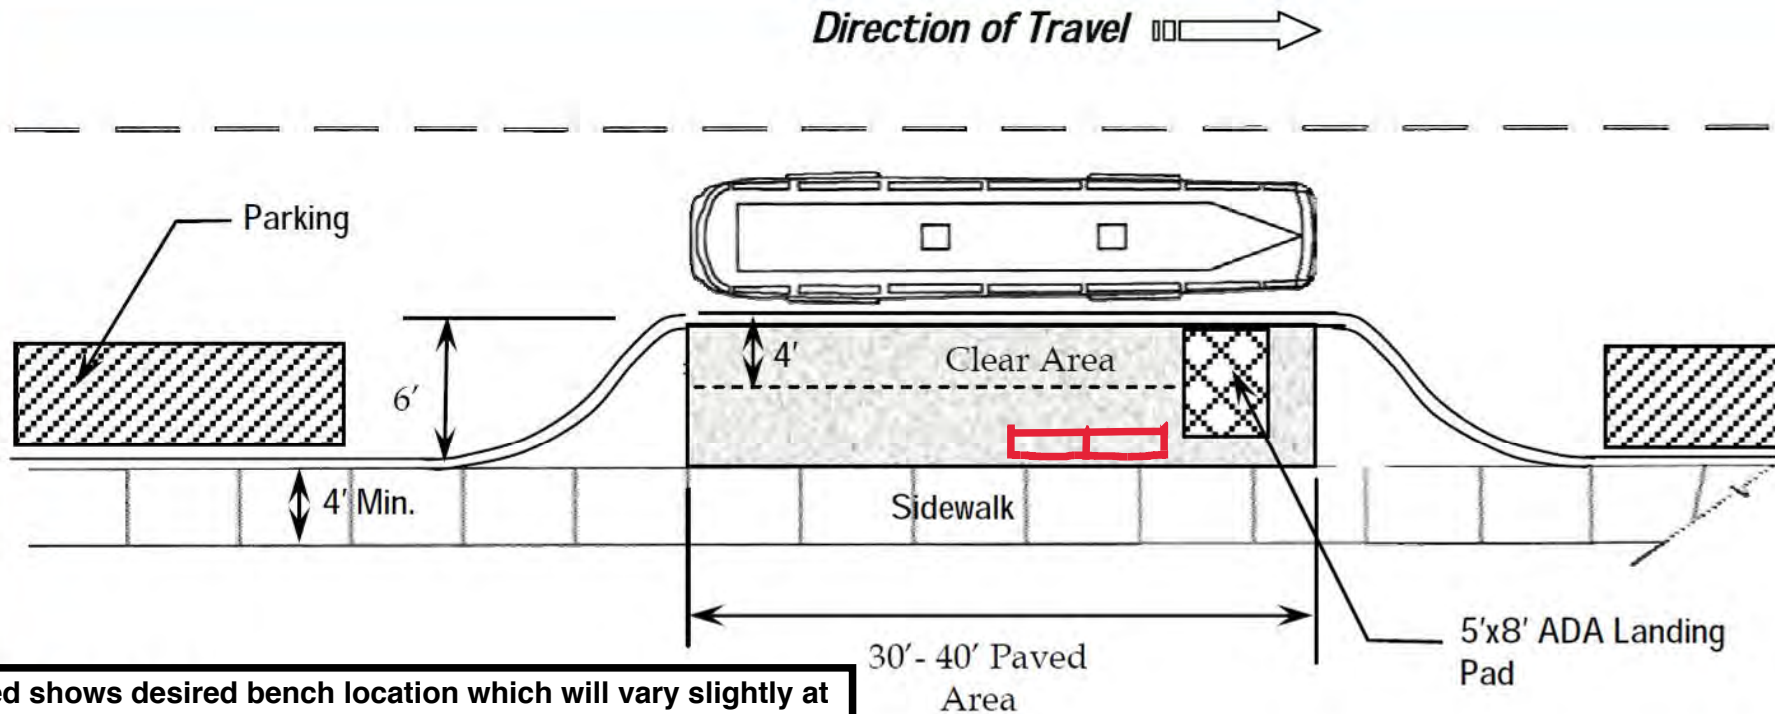 Direction of Travel
Parking
4'
Clear Area
6'
4' Min.
Sidewalk
30'- 40' Paved
Area
5'x8' ADA Landing
Pad
shows desired bench location which will vary slightly at